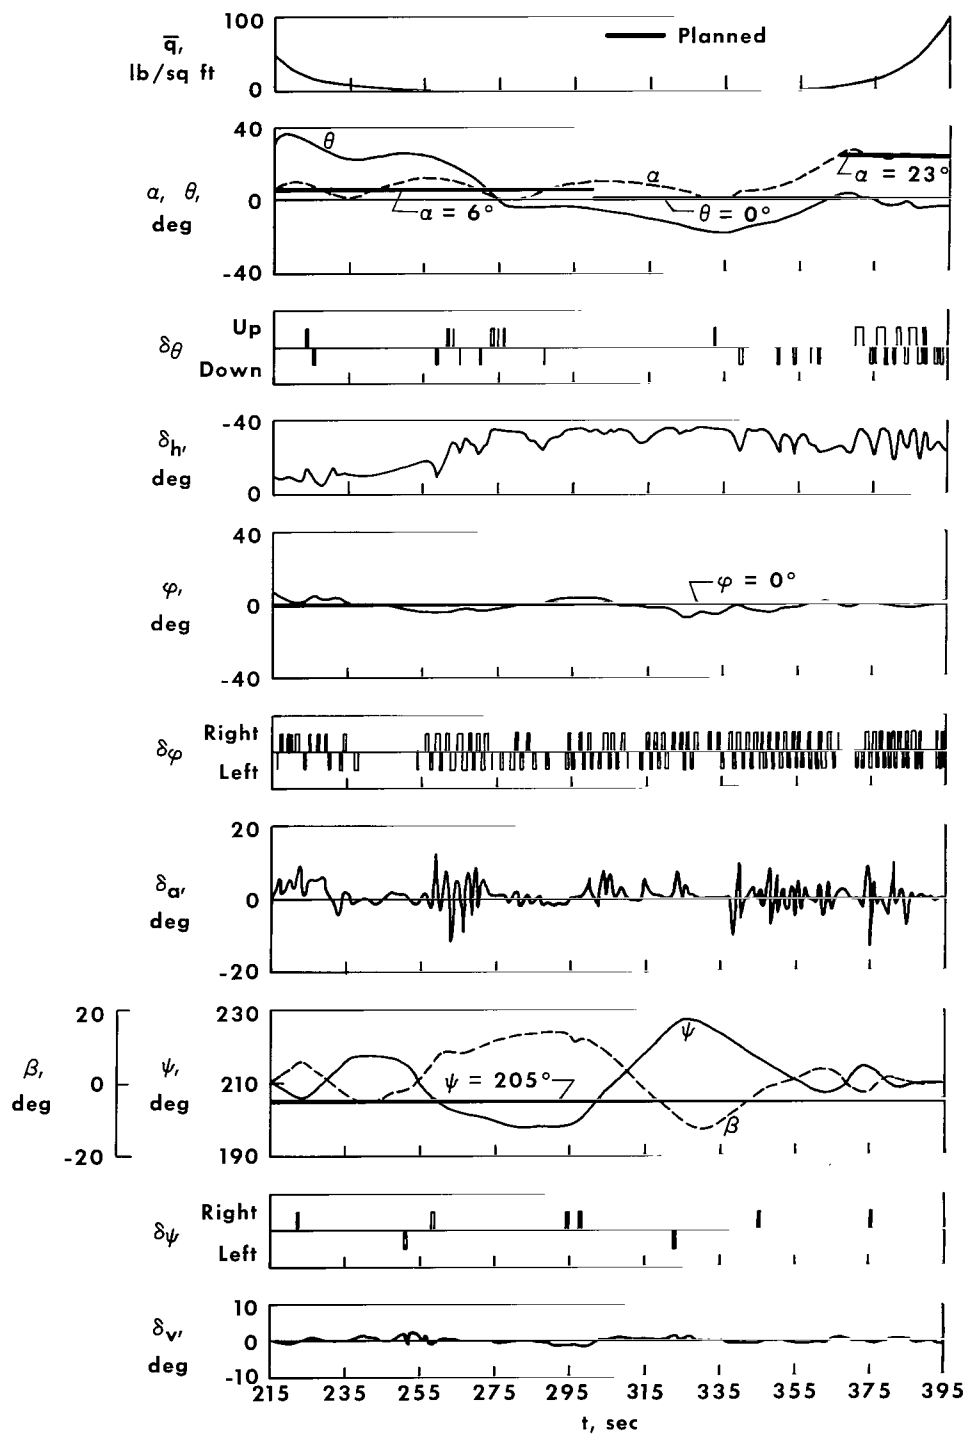 100
q̅,
lb/sq ft
0
Planned
40
α, θ,
deg
0
-40
θ
α
α = 6°
θ = 0°
α = 23°
Up
δθ
Down
-40
δh,
deg
0
40
φ,
deg
0
-40
φ = 0°
Right
δφ
Left
20
δa,
deg
0
-20
20
β,
deg
0
-20
230
ψ,
deg
210
190
ψ = 205°
ψ
β
Right
δψ
Left
10
δv,
deg
0
-10
215 235 255 275 295 315 335 355 375 395
t, sec